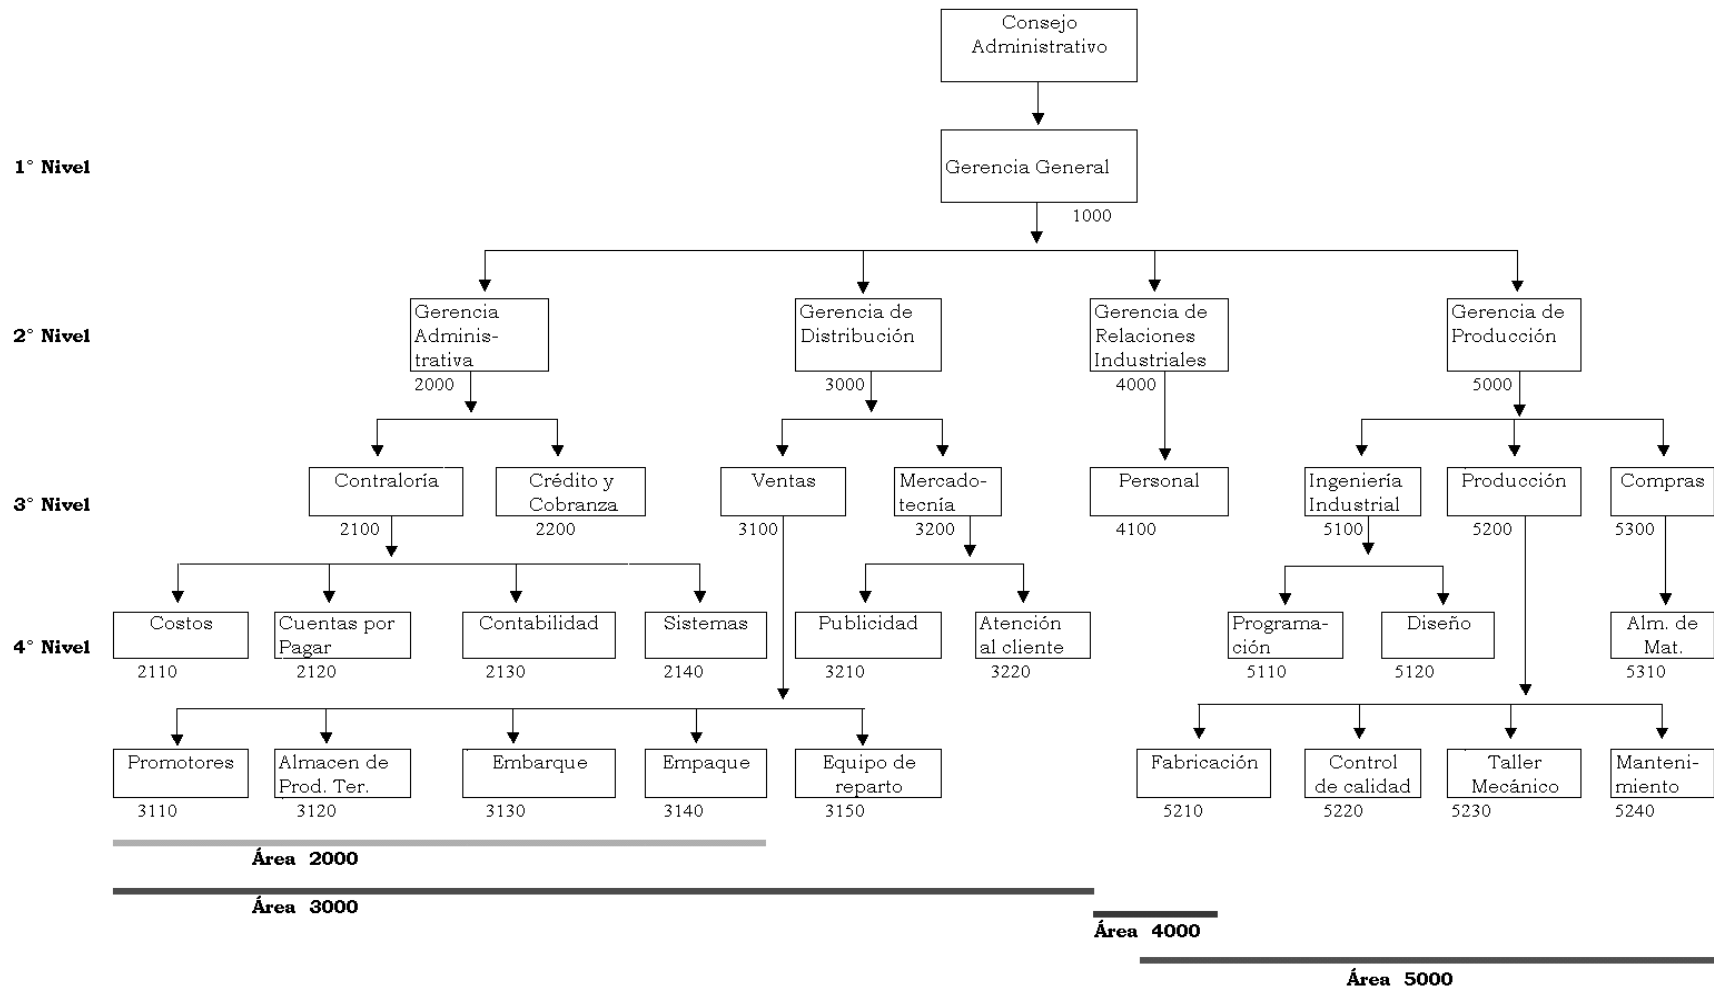 Consejo
Administrativo
1° Nivel
Gerencia General
1000
2° Nivel
Gerencia
Adminis-
trativa
2000
Gerencia de
Distribución
3000
Gerencia de
Relaciones
Industriales
4000
Gerencia de
Producción
5000
3° Nivel
Contraloría
2100
Crédito y
Cobranza
2200
Ventas
3100
Mercado-
tecnía
3200
Personal
4100
Ingeniería
Industrial
5100
Producción
5200
Compras
5300
4° Nivel
Costos
2110
Cuentas por
Pagar
2120
Contabilidad
2130
Sistemas
2140
Publicidad
3210
Atención
al cliente
3220
Programa-
ción
5110
Diseño
5120
Alm. de
Mat.
5310
Promotores
3110
Almacen de
Prod. Ter.
3120
Embarque
3130
Empaque
3140
Equipo de
reparto
3150
Fabricación
5210
Control
de calidad
5220
Taller
Mecánico
5230
Manteni-
miento
5240
Área 2000
Área 3000
Área 4000
Área 5000